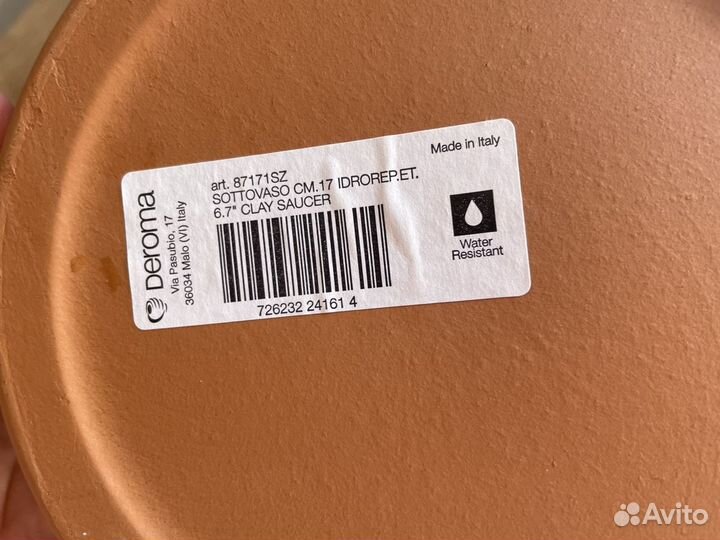 Deroma
Via Pasubio, 17
36034 Malo (VI) Italy
art. 87171SZ
SOTTOVASO CM.17 IDROREP.ET.
6.7" CLAY SAUCER
726232 24161 4
Made in Italy
Water
Resistant
Avito